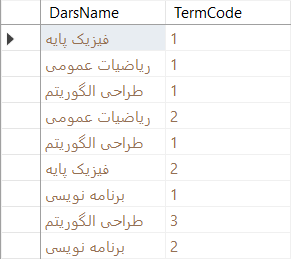 DarsName TermCode
فیزیک پایه 1
ریاضیات عمومی 1
طراحی الگوریتم 1
ریاضیات عمومی 2
طراحی الگوریتم 1
فیزیک پایه 2
برنامه نویسی 1
طراحی الگوریتم 3
برنامه نویسی 2